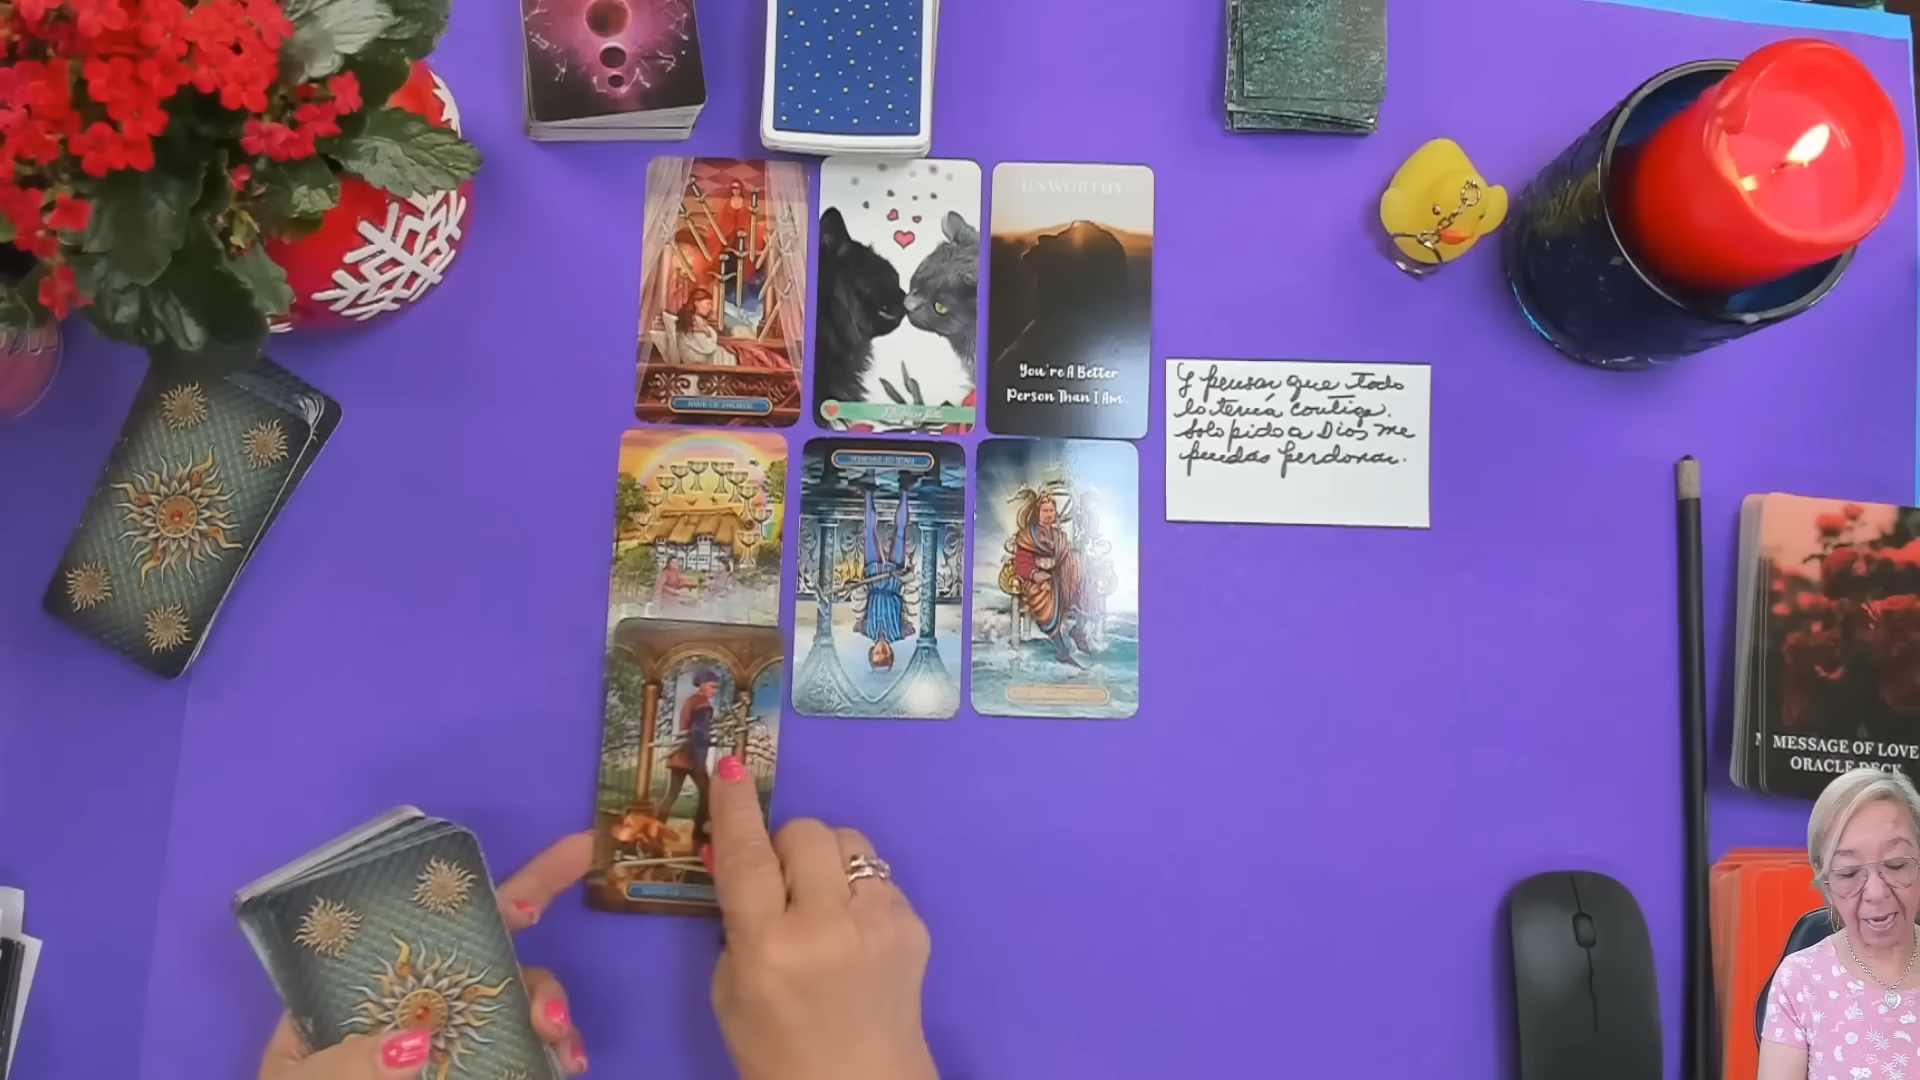 UNWORTHY
You're A Better
Person Than I Am.
Y pensar que todo
lo tenía contigo.
Solo pido a Dios me
puedas perdonar.
MESSAGE OF LOVE
ORACLE DECK